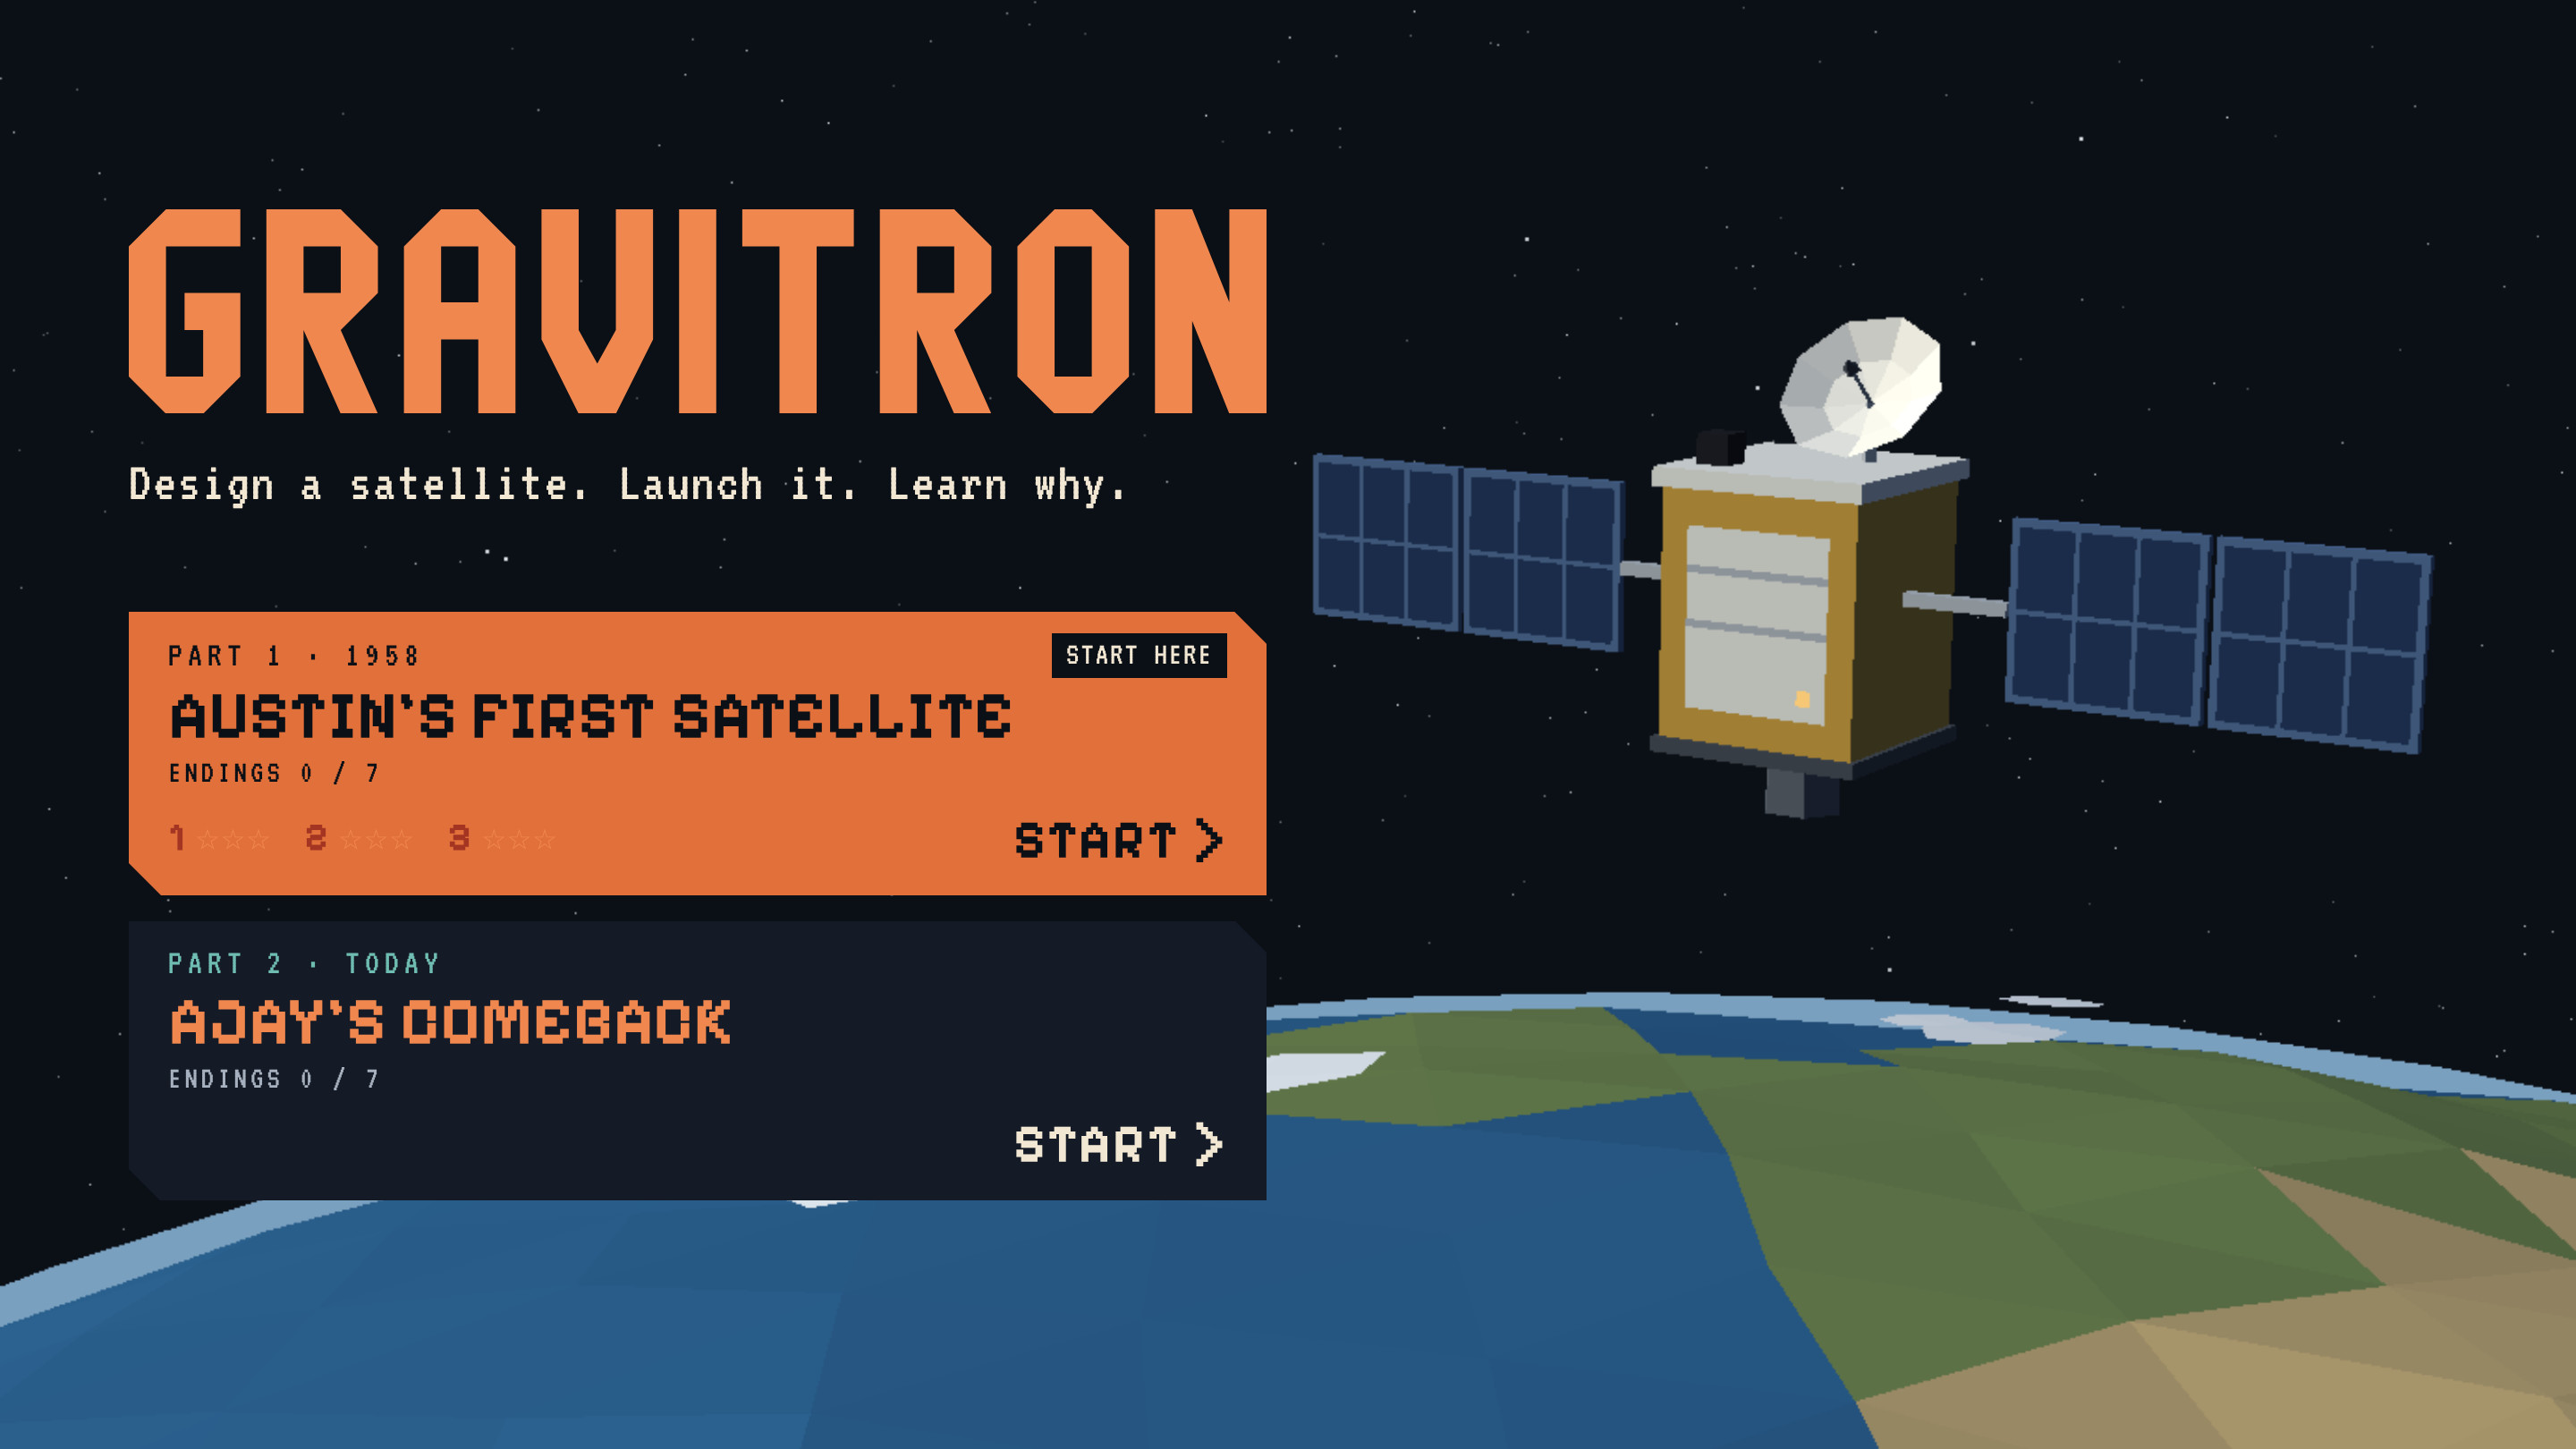 GRAVITRON
Design a satellite. Launch it. Learn why.
PART 1 · 1958
START HERE
AUSTIN'S FIRST SATELLITE
ENDINGS 0 / 7
1 ☆☆☆ 2 ☆☆☆ 3 ☆☆☆
START >
PART 2 · TODAY
AJAY'S COMEBACK
ENDINGS 0 / 7
START >